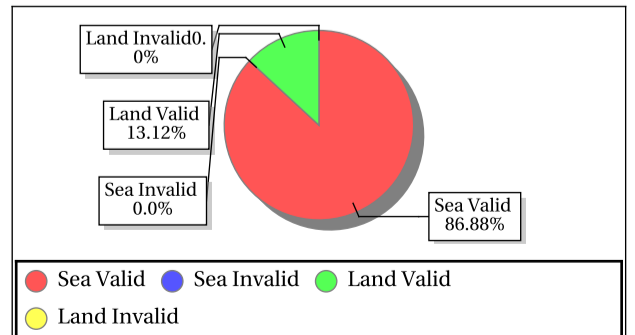 Land Invalid0.
0%
Land Valid
13.12%
Sea Invalid
0.0%
Sea Valid
86.88%
Sea Valid Sea Invalid Land Valid
Land Invalid